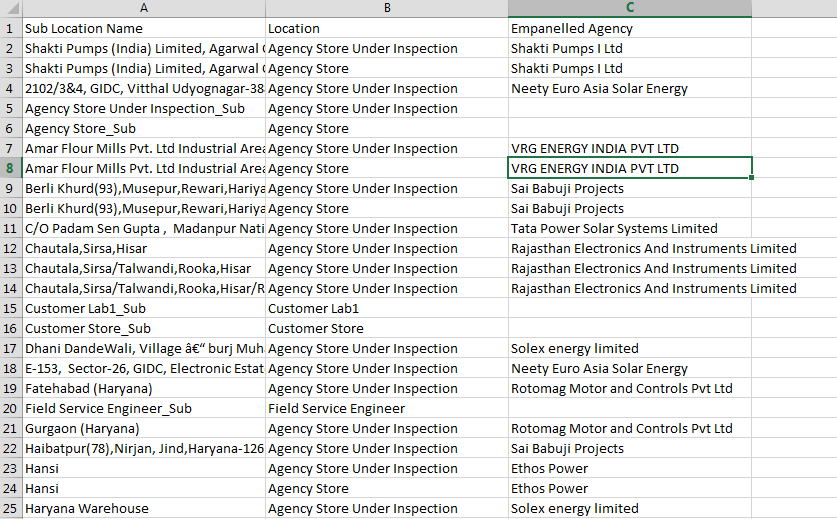 A B C
1 Sub Location Name Location Empanelled Agency
2 Shakti Pumps (India) Limited, Agarwal Agency Store Under Inspection Shakti Pumps I Ltd
3 Shakti Pumps (India) Limited, Agarwal Agency Store Shakti Pumps I Ltd
4 2102/3&4, GIDC, Vitthal Udyognagar-38 Agency Store Under Inspection Neety Euro Asia Solar Energy
5 Agency Store Under Inspection_Sub Agency Store Under Inspection
6 Agency Store_Sub Agency Store
7 Amar Flour Mills Pvt. Ltd Industrial Area Agency Store Under Inspection VRG ENERGY INDIA PVT LTD
8 Amar Flour Mills Pvt. Ltd Industrial Area Agency Store VRG ENERGY INDIA PVT LTD
9 Berli Khurd(93),Musepur,Rewari,Hariya Agency Store Under Inspection Sai Babuji Projects
10 Berli Khurd(93),Musepur,Rewari,Hariya Agency Store Sai Babuji Projects
11 C/O Padam Sen Gupta , Madanpur Nati Agency Store Under Inspection Tata Power Solar Systems Limited
12 Chautala,Sirsa,Hisar Agency Store Under Inspection Rajasthan Electronics And Instruments Limited
13 Chautala,Sirsa/Talwandi,Rooka,Hisar Agency Store Under Inspection Rajasthan Electronics And Instruments Limited
14 Chautala,Sirsa/Talwandi,Rooka,Hisar/R Agency Store Under Inspection Rajasthan Electronics And Instruments Limited
15 Customer Lab1_Sub Customer Lab1
16 Customer Store_Sub Customer Store
17 Dhani DandeWali, Village â€“ burj Muh Agency Store Under Inspection Solex energy limited
18 E-153, Sector-26, GIDC, Electronic Estat Agency Store Under Inspection Neety Euro Asia Solar Energy
19 Fatehabad (Haryana) Agency Store Under Inspection Rotomag Motor and Controls Pvt Ltd
20 Field Service Engineer_Sub Field Service Engineer
21 Gurgaon (Haryana) Agency Store Under Inspection Rotomag Motor and Controls Pvt Ltd
22 Haibatpur(78),Nirjan, Jind,Haryana-126 Agency Store Under Inspection Sai Babuji Projects
23 Hansi Agency Store Under Inspection Ethos Power
24 Hansi Agency Store Ethos Power
25 Haryana Warehouse Agency Store Under Inspection Solex energy limited